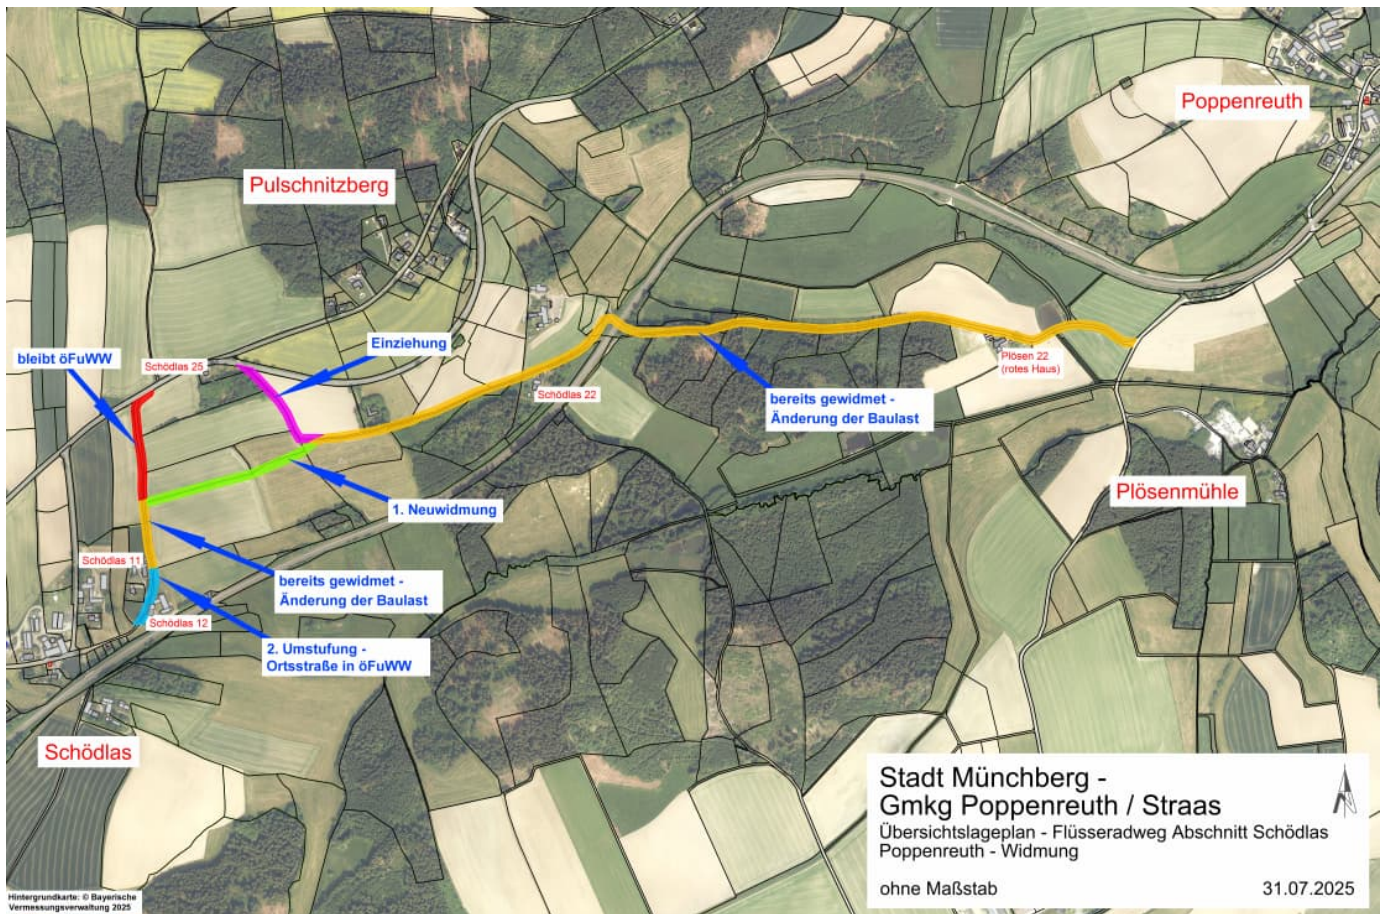 Poppenreuth
Pulschnitzberg
Einziehung
bleibt öFuWW
Schödlas 25
Plösen 22
(rotes Haus)
Schödlas 22
bereits gewidmet -
Änderung der Baulast
Plösenmühle
1. Neuwidmung
Schödlas 11
bereits gewidmet -
Änderung der Baulast
Schödlas 12
2. Umstufung -
Ortsstraße in öFuWW
Schödlas
Stadt Münchberg -
Gmkg Poppenreuth / Straas
Übersichtslageplan - Flüsseradweg Abschnitt Schödlas
Poppenreuth - Widmung
ohne Maßstab 31.07.2025
N
Hintergrundkarte: © Bayerische
Vermessungsverwaltung 2025